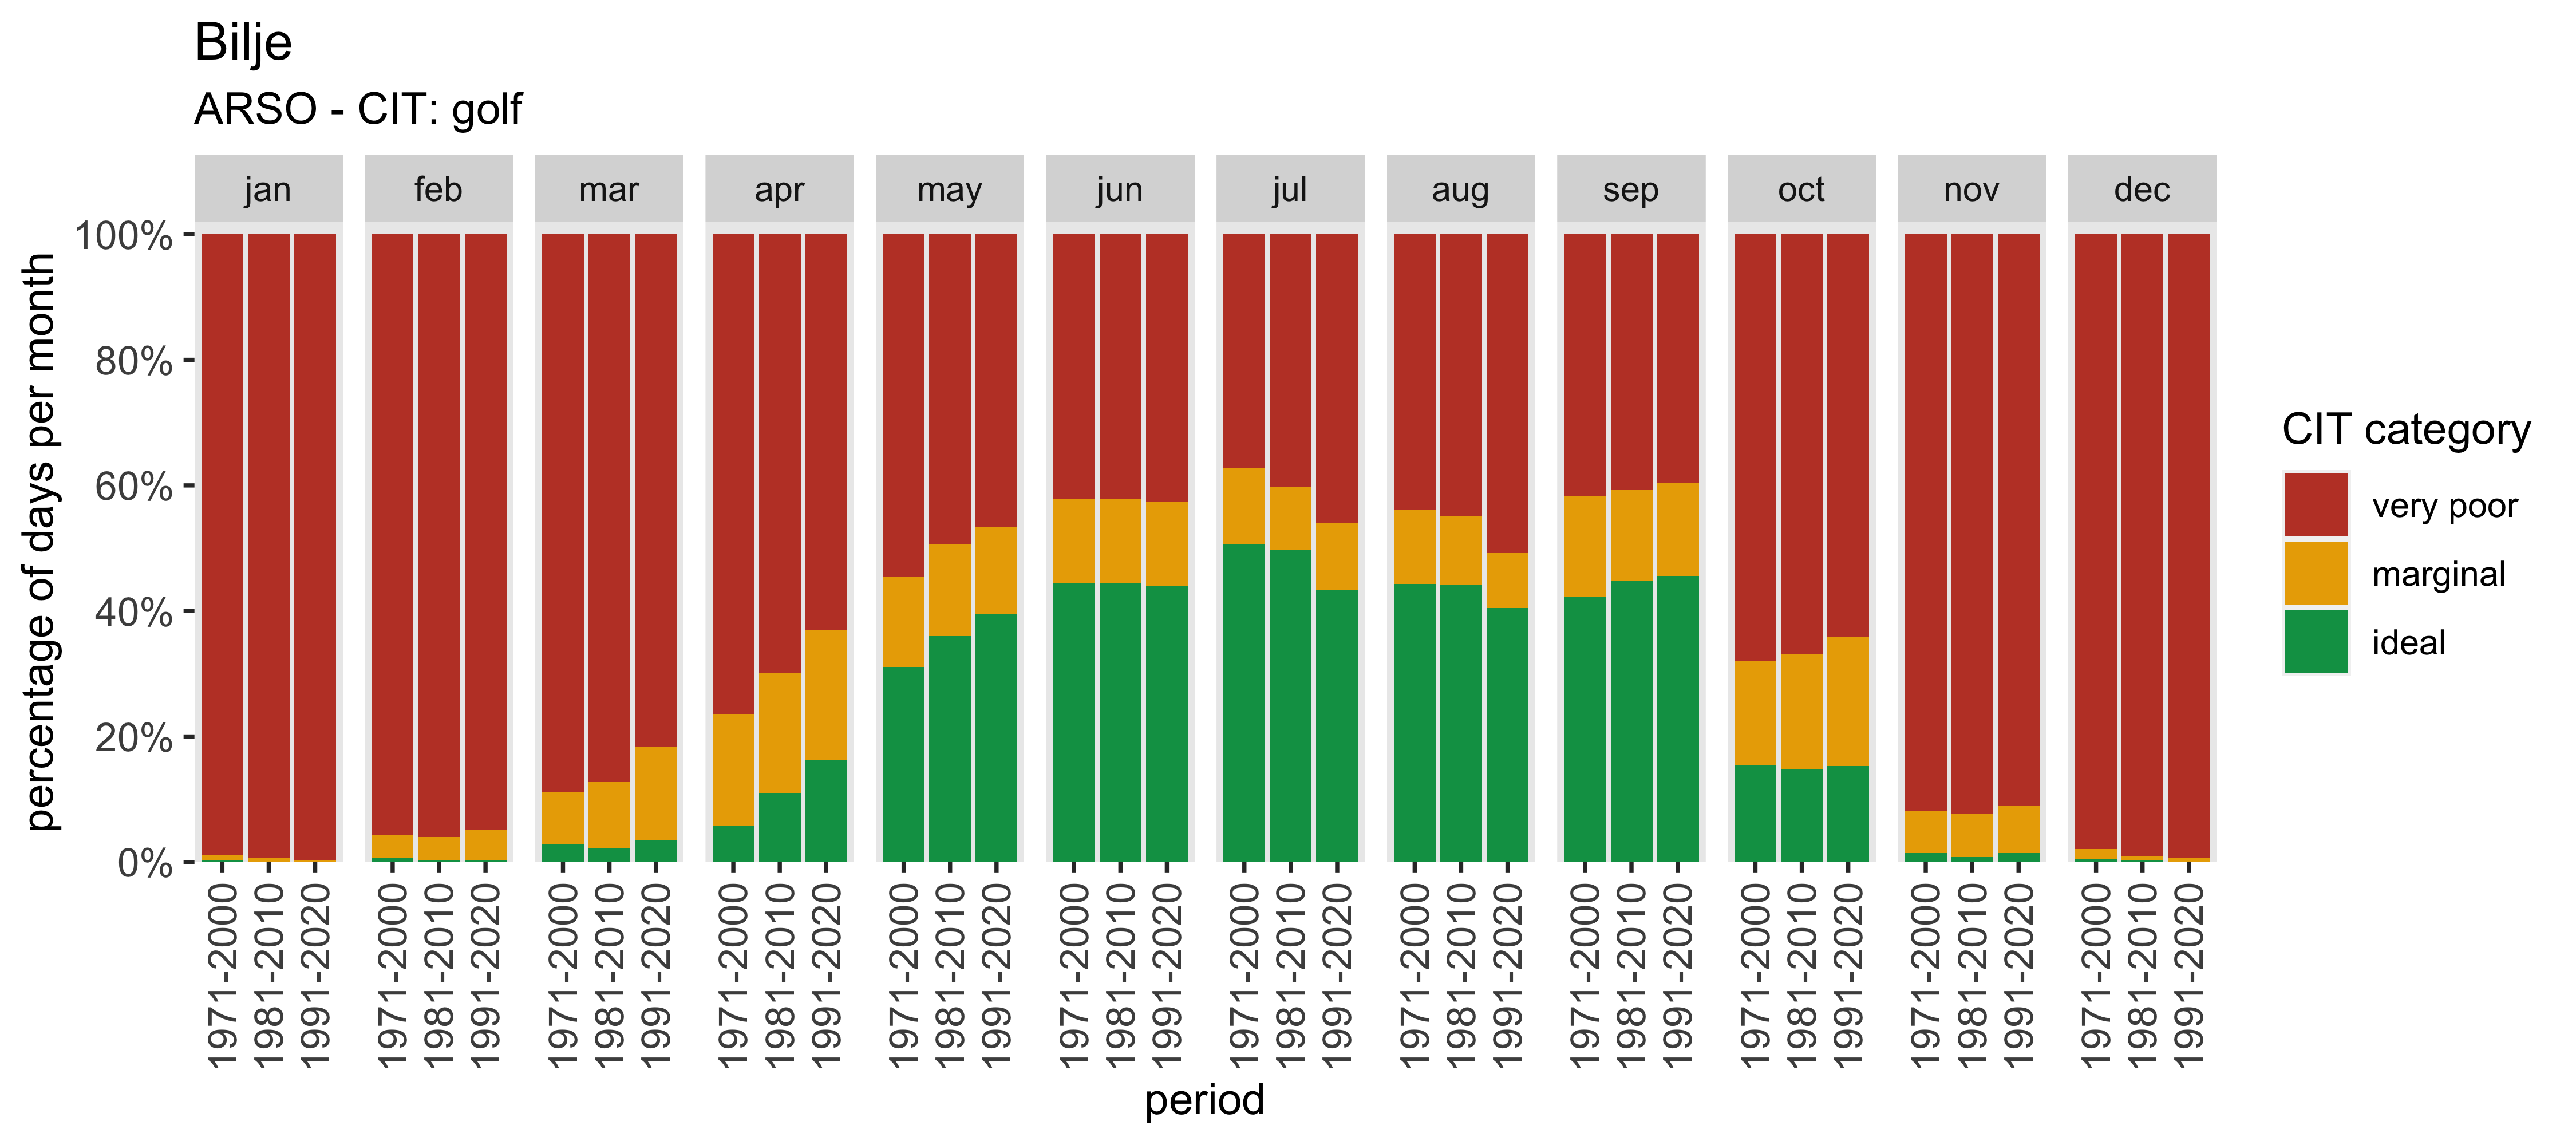 Bilje
ARSO - CIT: golf
jan feb mar apr may jun jul aug sep oct nov dec
percentage of days per month
100%
80%
60%
40%
20%
0%
1971-2000 1981-2010 1991-2020 1971-2000 1981-2010 1991-2020 1971-2000 1981-2010 1991-2020 1971-2000 1981-2010 1991-2020 1971-2000 1981-2010 1991-2020 1971-2000 1981-2010 1991-2020 1971-2000 1981-2010 1991-2020 1971-2000 1981-2010 1991-2020 1971-2000 1981-2010 1991-2020 1971-2000 1981-2010 1991-2020 1971-2000 1981-2010 1991-2020 1971-2000 1981-2010 1991-2020
period
CIT category
very poor
marginal
ideal